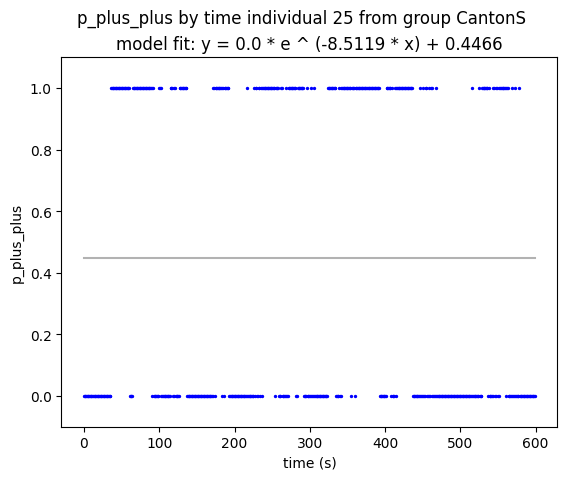 p_plus_plus by time individual 25 from group CantonS
model fit: y = 0.0 * e ^ (-8.5119 * x) + 0.4466
1.0
0.8
0.6
0.4
0.2
0.0
p_plus_plus
0 100 200 300 400 500 600
time (s)